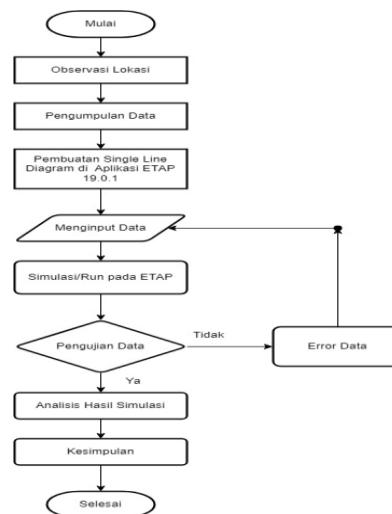 Mulai
Observasi Lokasi
Pengumpulan Data
Pembuatan Single Line
Diagram di Aplikasi ETAP
19.0.1
Menginput Data
Simulasi/Run pada ETAP
Pengujian Data
Tidak
Error Data
Ya
Analisis Hasil Simulasi
Kesimpulan
Selesai